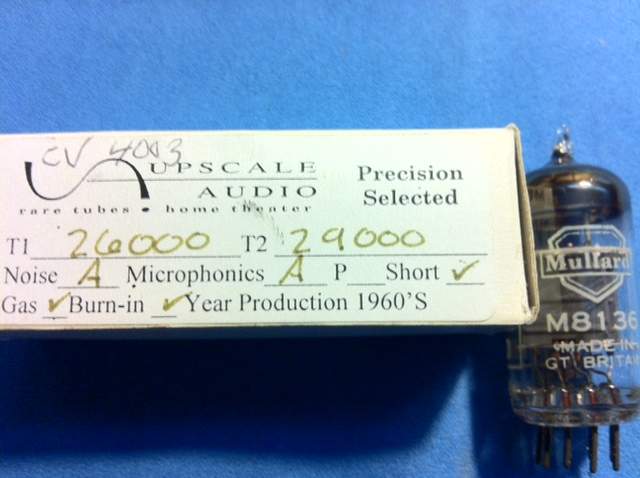 CV 4003
UPSCALE
AUDIO
rare tubes • home theater
Precision
Selected
T1 26000 T2 29000
Noise A Microphonics A P Short ✓
Gas ✓ Burn-in ✓ Year Production 1960'S
Mullard
M8136
MADE IN
GT BRITAI